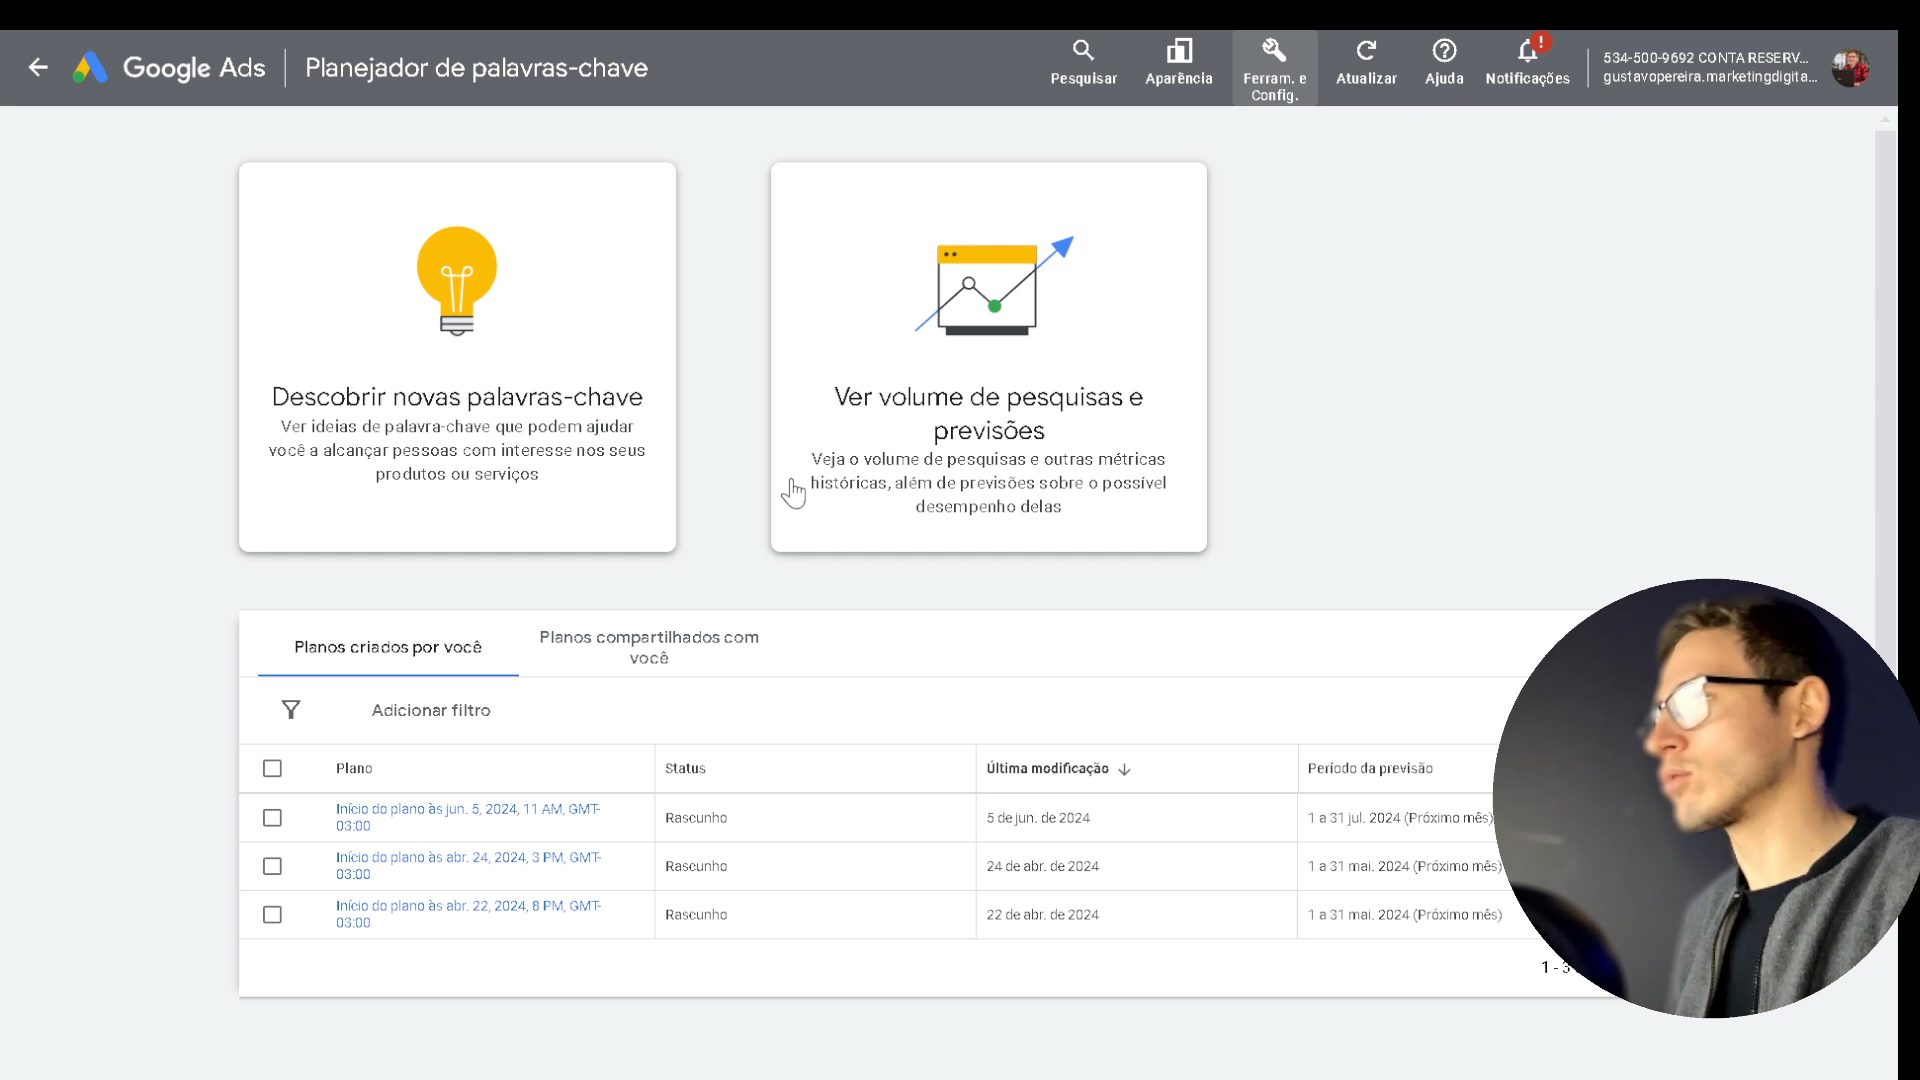 Google Ads
Planejador de palavras-chave
Pesquisar
Aparência
Ferram. e
Config.
Atualizar
Ajuda
!
Notificações
534-500-9692 CONTA RESERV...
gustavopereira.marketingdigita...
Descobrir novas palavras-chave
Ver ideias de palavra-chave que podem ajudar
você a alcançar pessoas com interesse nos seus
produtos ou serviços
Ver volume de pesquisas e
previsões
Veja o volume de pesquisas e outras métricas
históricas, além de previsões sobre o possível
desempenho delas
Planos criados por você
Planos compartilhados com
você
Adicionar filtro
Plano
Status
Última modificação
Período da previsão
Início do plano às jun. 5, 2024, 11 AM, GMT-
03:00
Rascunho
5 de jun. de 2024
1 a 31 jul. 2024 (Próximo mês)
Início do plano às abr. 24, 2024, 3 PM, GMT-
03:00
Rascunho
24 de abr. de 2024
1 a 31 mai. 2024 (Próximo mês)
Início do plano às abr. 22, 2024, 8 PM, GMT-
03:00
Rascunho
22 de abr. de 2024
1 a 31 mai. 2024 (Próximo mês)
1 - 3